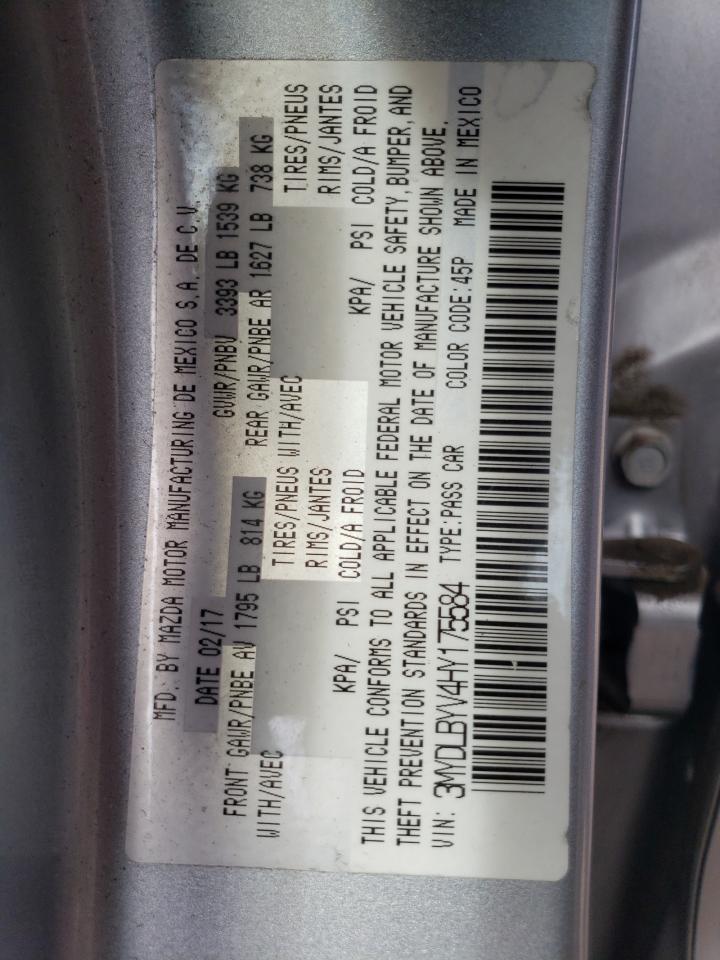 MFD. BY MAZDA MOTOR MANUFACTURING DE MEXICO S.A. DE C.V.
DATE 02/17 GVWR/PNBV 3393 LB 1539 KG
FRONT GAWR/PNBE AV 1795 LB 814 KG REAR GAWR/PNBE AR 1627 LB 738 KG
WITH/AVEC TIRES/PNEUS WITH/AVEC TIRES/PNEUS
RIMS/JANTES RIMS/JANTES
KPA/ PSI COLD/A FROID KPA/ PSI COLD/A FROID
THIS VEHICLE CONFORMS TO ALL APPLICABLE FEDERAL MOTOR VEHICLE SAFETY, BUMPER, AND
THEFT PREVENTION STANDARDS IN EFFECT ON THE DATE OF MANUFACTURE SHOWN ABOVE.
VIN: 3MYDLBYV4HY175584 TYPE:PASS CAR COLOR CODE:45P MADE IN MEXICO